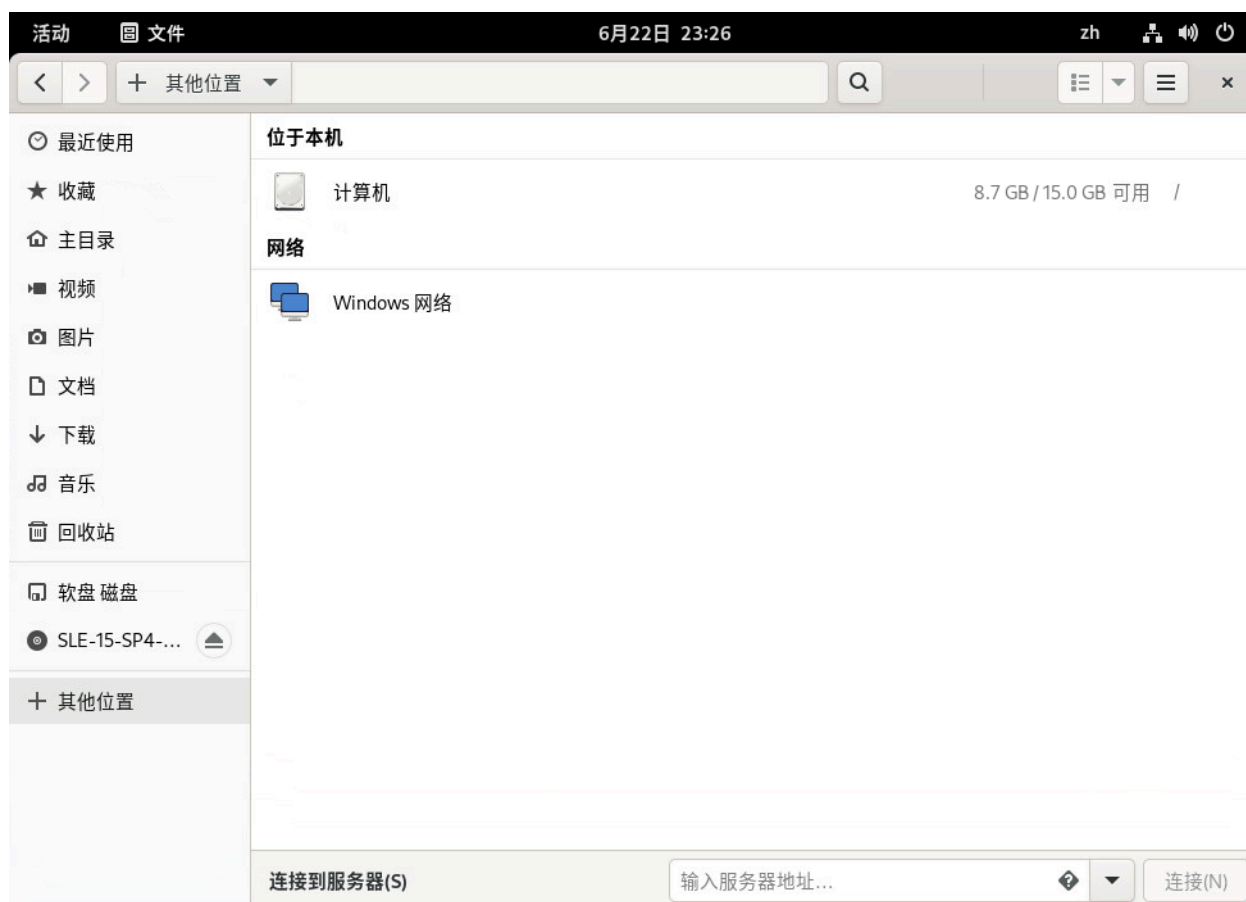 活动 文件 6月22日 23:26 zh
其他位置
最近使用
收藏
主目录
视频
图片
文档
下载
音乐
回收站
软盘 磁盘
SLE-15-SP4-...
其他位置
位于本机
计算机 8.7 GB / 15.0 GB 可用 /
网络
Windows 网络
连接到服务器(S) 输入服务器地址... 连接(N)